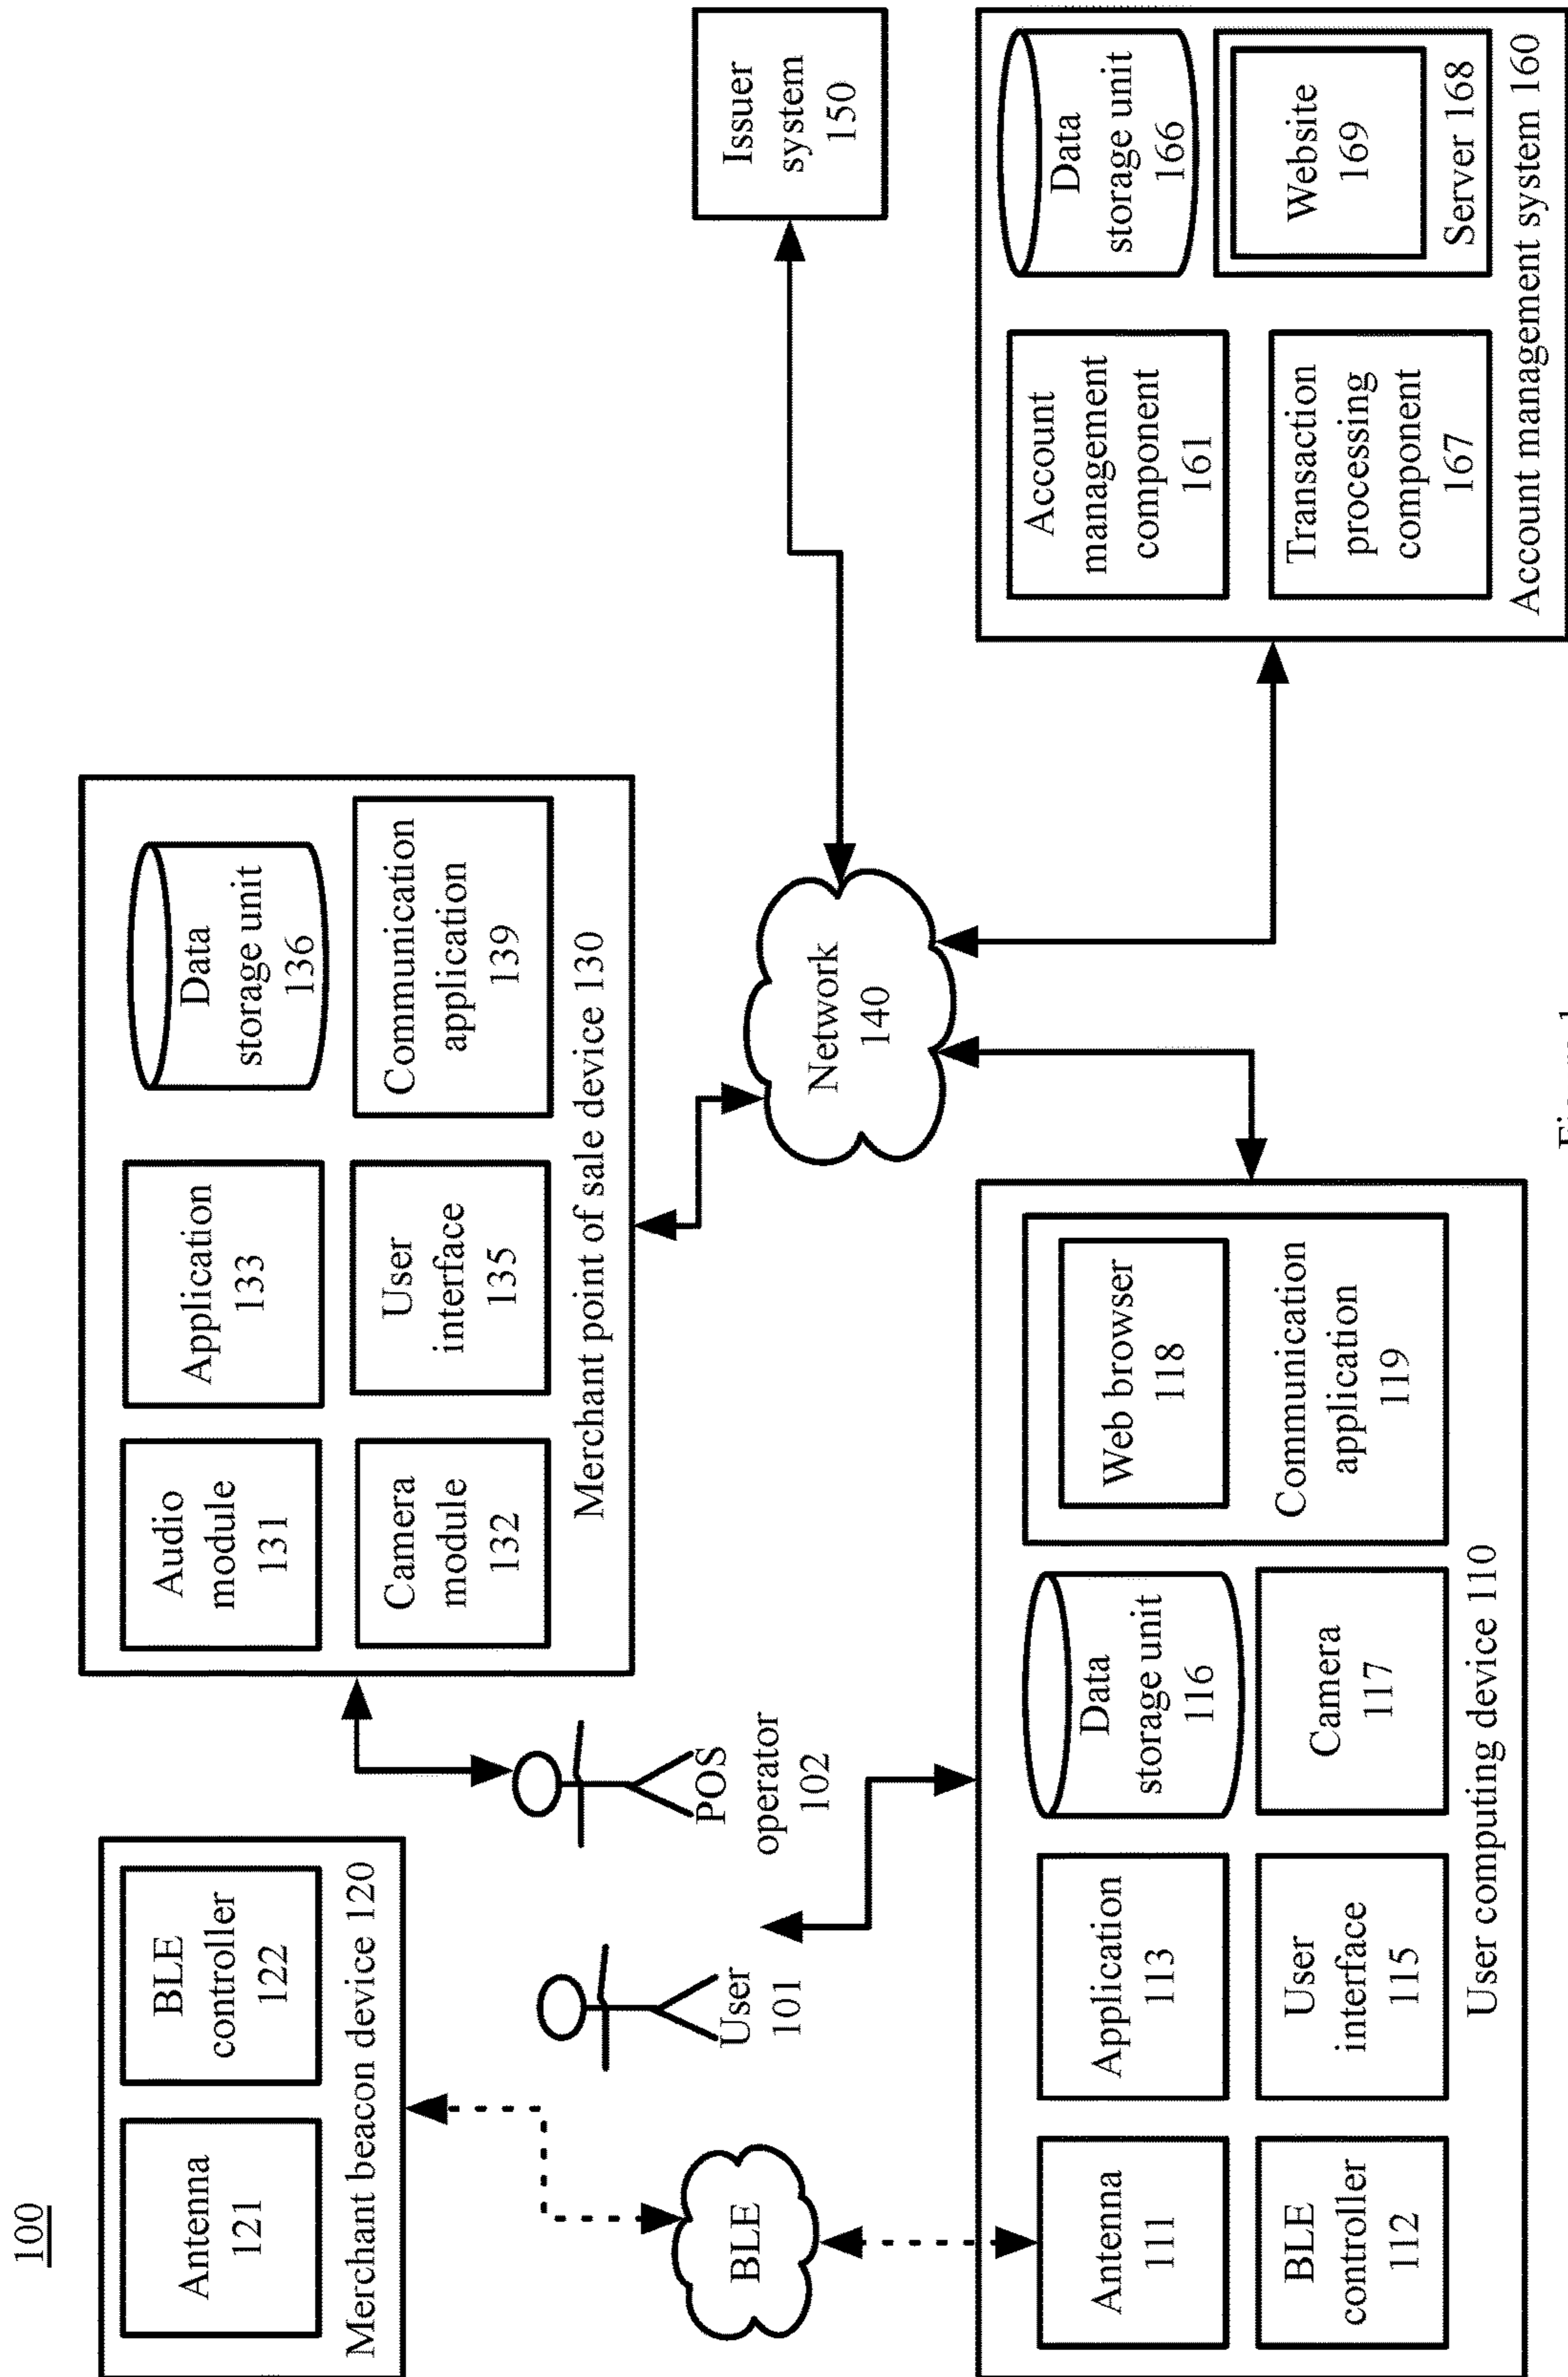 100
Antenna
121
BLE
controller
122
Merchant beacon device 120
Audio
module
131
Application
133
Data
storage unit
136
Camera
module
132
User
interface
135
Communication
application
139
Merchant point of sale device 130
POS
operator
102
User
101
BLE
Network
140
Issuer
system
150
Antenna
111
Application
113
Data
storage unit
116
Web browser
118
BLE
controller
112
User
interface
115
Camera
117
Communication
application
119
User computing device 110
Account
management
component
161
Data
storage unit
166
Transaction
processing
component
167
Website
169
Server 168
Account management system 160